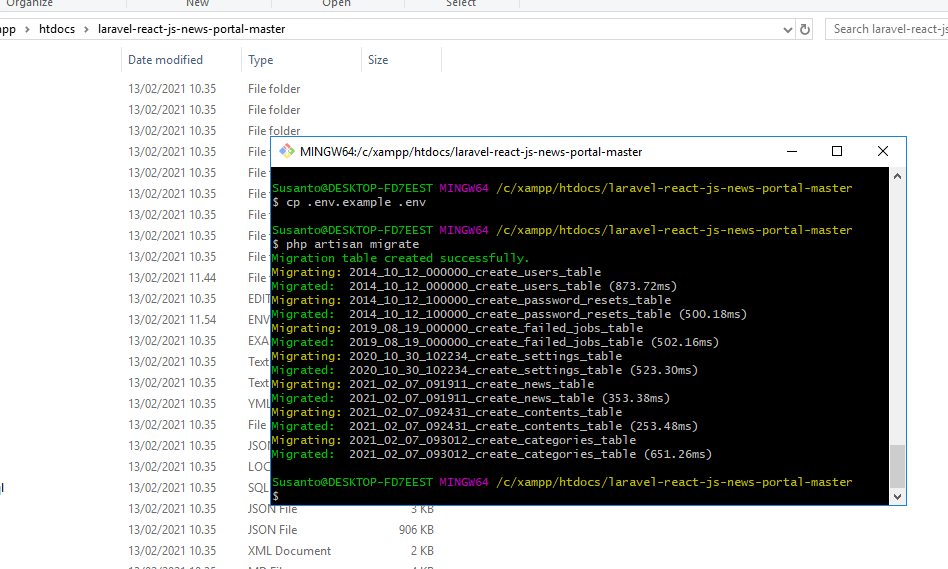 Organize New Open Select
htdocs laravel-react-js-news-portal-master Search laravel-react-js
Date modified Type Size
13/02/2021 10.35 File folder
13/02/2021 10.35 File folder
13/02/2021 10.35 File folder
13/02/2021 10.35 File
13/02/2021 10.35 File
13/02/2021 10.35 File
13/02/2021 10.35 File
13/02/2021 10.35 File
13/02/2021 10.35 File
13/02/2021 11.44 File
13/02/2021 10.35 EDIT
13/02/2021 11.54 ENV
13/02/2021 10.35 EXA
13/02/2021 10.35 Text
13/02/2021 10.35 Text
13/02/2021 10.35 YML
13/02/2021 10.35 File
13/02/2021 10.35 JSO
13/02/2021 10.35 LOC
13/02/2021 10.35 SQL
13/02/2021 10.35 JSON File 3 KB
13/02/2021 10.35 JSON File 906 KB
13/02/2021 10.35 XML Document 2 KB
MINGW64:/c/xampp/htdocs/laravel-react-js-news-portal-master
Susanto@DESKTOP-FD7EEST MINGW64 /c/xampp/htdocs/laravel-react-js-news-portal-master
$ cp .env.example .env
Susanto@DESKTOP-FD7EEST MINGW64 /c/xampp/htdocs/laravel-react-js-news-portal-master
$ php artisan migrate
Migration table created successfully.
Migrating: 2014_10_12_000000_create_users_table
Migrated: 2014_10_12_000000_create_users_table (873.72ms)
Migrating: 2014_10_12_100000_create_password_resets_table
Migrated: 2014_10_12_100000_create_password_resets_table (500.18ms)
Migrating: 2019_08_19_000000_create_failed_jobs_table
Migrated: 2019_08_19_000000_create_failed_jobs_table (502.16ms)
Migrating: 2020_10_30_102234_create_settings_table
Migrated: 2020_10_30_102234_create_settings_table (523.30ms)
Migrating: 2021_02_07_091911_create_news_table
Migrated: 2021_02_07_091911_create_news_table (353.38ms)
Migrating: 2021_02_07_092431_create_contents_table
Migrated: 2021_02_07_092431_create_contents_table (253.48ms)
Migrating: 2021_02_07_093012_create_categories_table
Migrated: 2021_02_07_093012_create_categories_table (651.26ms)
Susanto@DESKTOP-FD7EEST MINGW64 /c/xampp/htdocs/laravel-react-js-news-portal-master
$